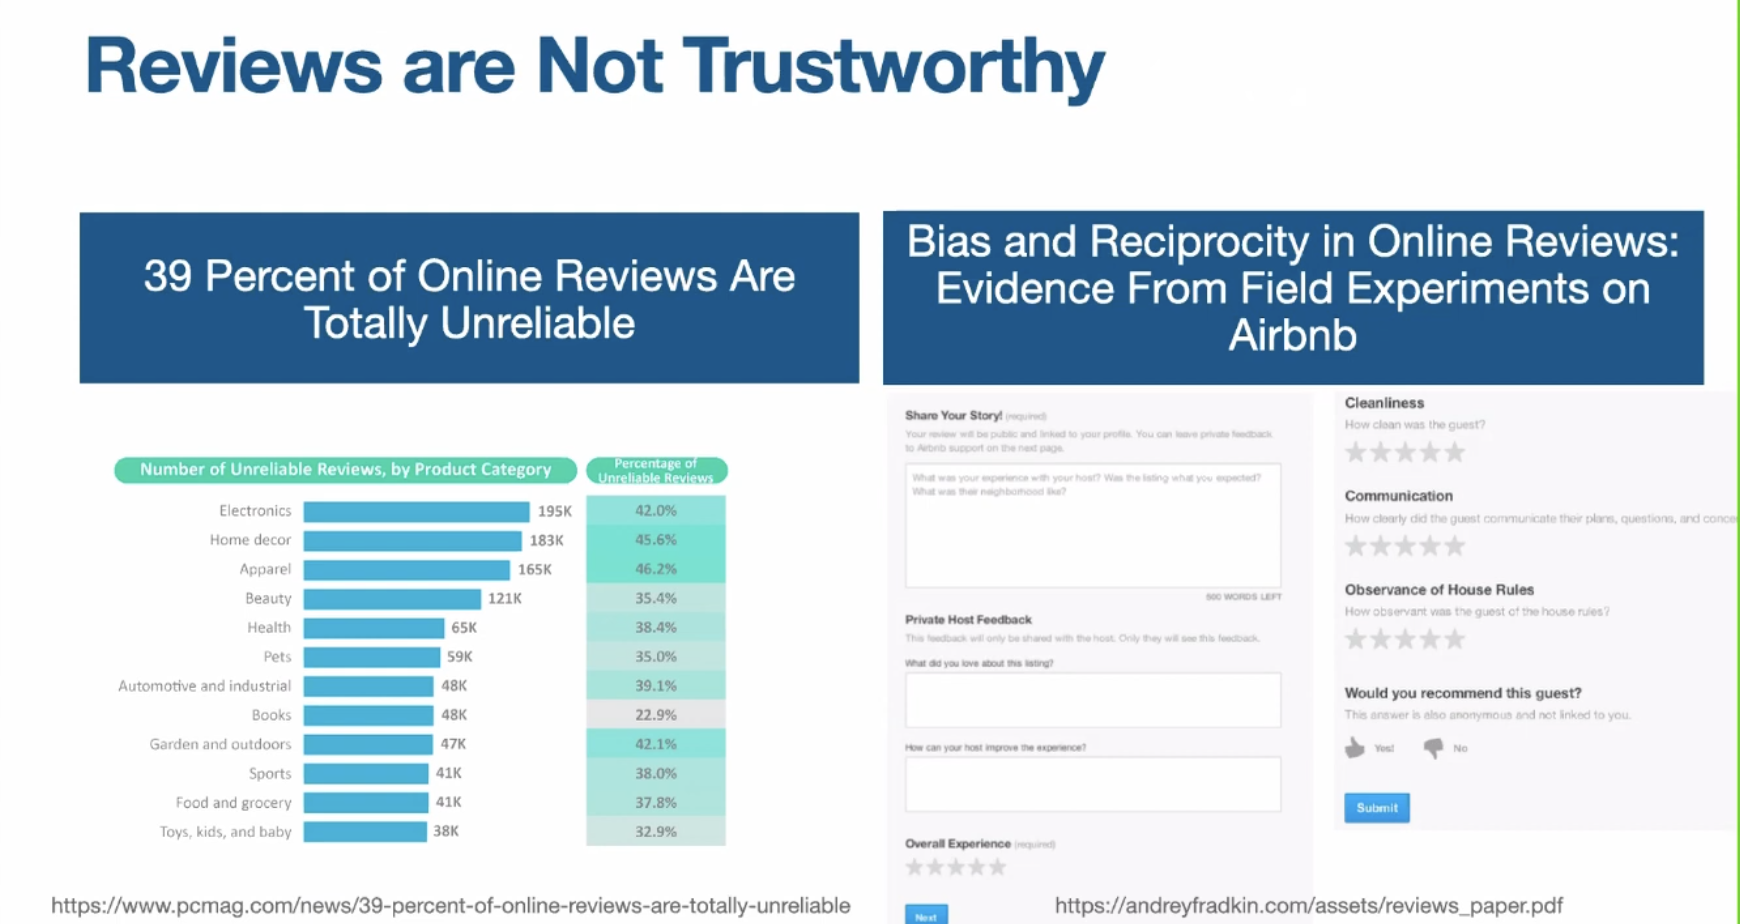 Reviews are Not Trustworthy
39 Percent of Online Reviews Are
Totally Unreliable
Number of Unreliable Reviews, by Product Category
Percentage of
Unreliable Reviews
Electronics 195K 42.0%
Home decor 183K 45.6%
Apparel 165K 46.2%
Beauty 121K 35.4%
Health 65K 38.4%
Pets 59K 35.0%
Automotive and industrial 48K 39.1%
Books 48K 22.9%
Garden and outdoors 47K 42.1%
Sports 41K 38.0%
Food and grocery 41K 37.8%
Toys, kids, and baby 38K 32.9%
https://www.pcmag.com/news/39-percent-of-online-reviews-are-totally-unreliable
Bias and Reciprocity in Online Reviews:
Evidence From Field Experiments on
Airbnb
Share Your Story! (required)
Your review will be public and linked to your profile. You can leave private feedback
to Airbnb support on the next page.
What was your experience with your host? Was the listing what you expected?
What was their neighborhood like?
500 WORDS LEFT
Private Host Feedback
This feedback will only be shared with the host. Only they will see this feedback.
What did you love about this listing?
How can your host improve the experience?
Overall Experience (required)
Next
Cleanliness
How clean was the guest?
Communication
How clearly did the guest communicate their plans, questions, and conce
Observance of House Rules
How observant was the guest of the house rules?
Would you recommend this guest?
This answer is also anonymous and not linked to you.
Yes! No
Submit
https://andreyfradkin.com/assets/reviews_paper.pdf